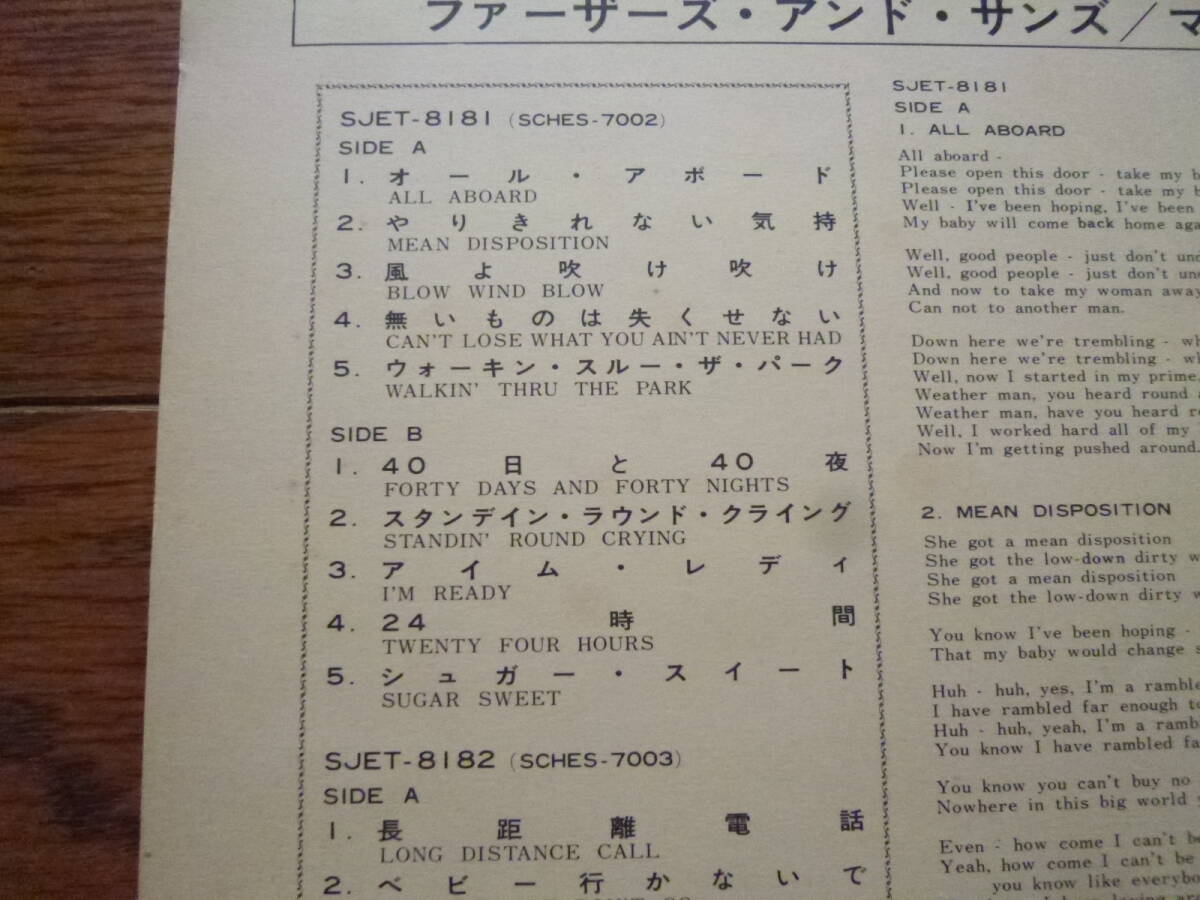 ファーザーズ・アンド・サンズ/マ
SJET-8181 (SCHES-7002)
SIDE A
1. オール・アボード
ALL ABOARD
2. やりきれない気持
MEAN DISPOSITION
3. 風よ吹け吹け
BLOW WIND BLOW
4. 無いものは失くせない
CAN'T LOSE WHAT YOU AIN'T NEVER HAD
5. ウォーキン・スルー・ザ・パーク
WALKIN' THRU THE PARK
SIDE B
1. 40日と40夜
FORTY DAYS AND FORTY NIGHTS
2. スタンデイン・ラウンド・クライング
STANDIN' ROUND CRYING
3. アイム・レディ
I'M READY
4. 24時間
TWENTY FOUR HOURS
5. シュガー・スイート
SUGAR SWEET
SJET-8182 (SCHES-7003)
SIDE A
1. 長距離電話
LONG DISTANCE CALL
2. ベビー行かないで
SJET-8181
SIDE A
1. ALL ABOARD
All aboard -
Please open this door - take my
Please open this door - take my
Well - I've been hoping, I've been
My baby will come back home
Well, good people - just don't
Well, good people - just don't
And now to take my woman away
Can not to another man.
Down here we're trembling -
Down here we're trembling -
Well, now I started in my prime,
Weather man, you heard round
Weather man, have you heard
Well, I worked hard all of my
Now I'm getting pushed around.
2. MEAN DISPOSITION
She got a mean disposition
She got the low-down dirty
She got a mean disposition
She got the low-down dirty
You know I've been hoping -
That my baby would change
Huh - huh, yes, I'm a
I have rambled far enough
Huh - huh, yeah, I'm a
You know I have rambled
You know you can't buy no
Nowhere in this big world
Even - how come I can't
Yeah, how come I can't be
you know like